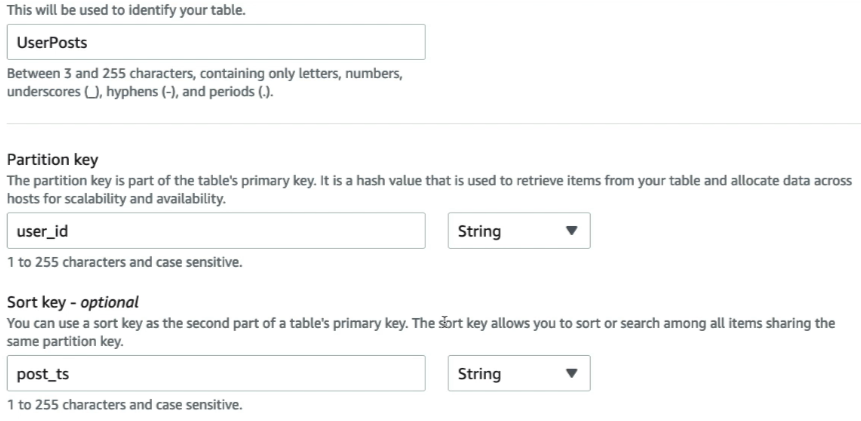 This will be used to identify your table.
UserPosts
Between 3 and 255 characters, containing only letters, numbers,
underscores (_), hyphens (-), and periods (.).
Partition key
The partition key is part of the table's primary key. It is a hash value that is used to retrieve items from your table and allocate data across
hosts for scalability and availability.
user_id String
1 to 255 characters and case sensitive.
Sort key - optional
You can use a sort key as the second part of a table's primary key. The sort key allows you to sort or search among all items sharing the
same partition key.
post_ts String
1 to 255 characters and case sensitive.